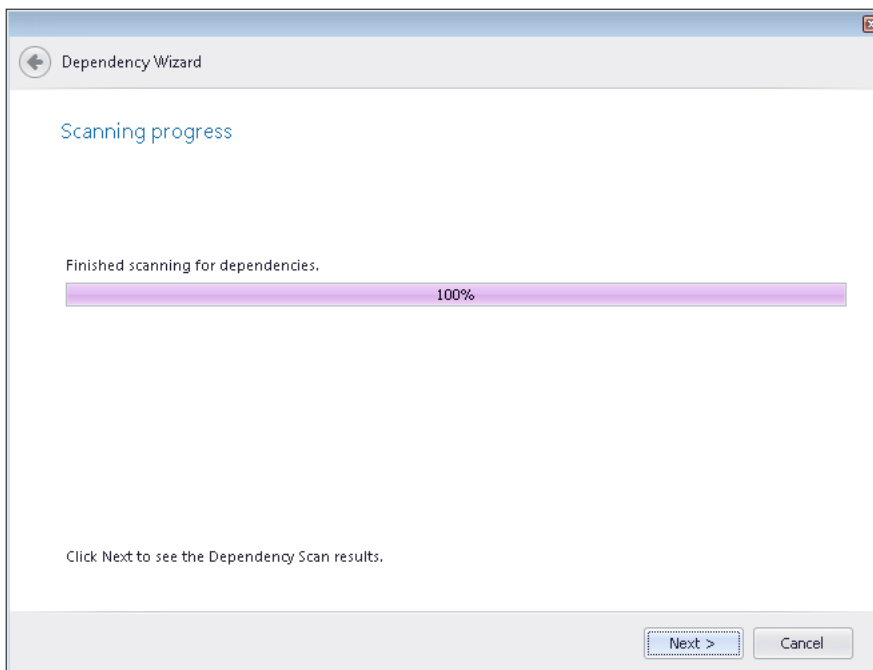 Dependency Wizard
Scanning progress
Finished scanning for dependencies.
100%
Click Next to see the Dependency Scan results.
Next > Cancel